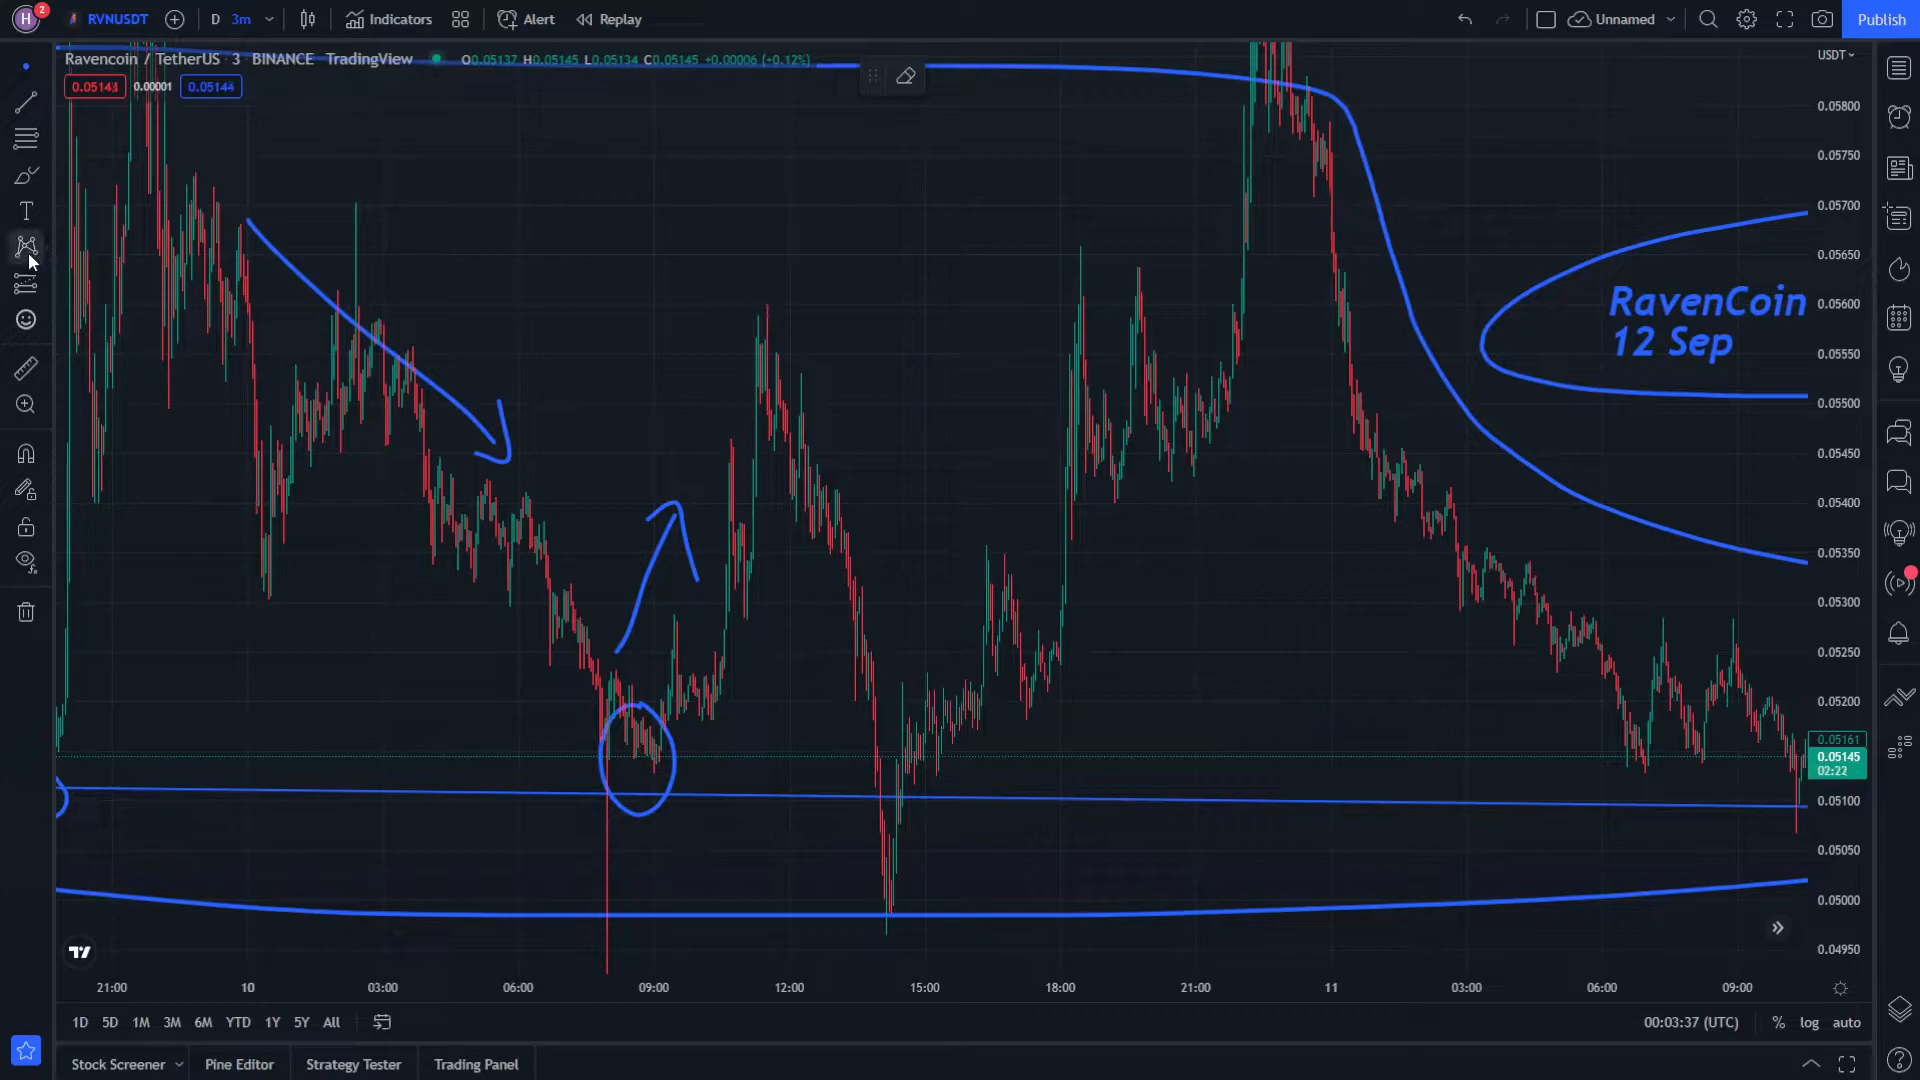 H 2 RVNUSDT D 3m Indicators Alert Replay Unnamed Publish
Ravencoin / TetherUS · 3 · BINANCE · TradingView O0.05137 H0.05145 L0.05134 C0.05145 +0.00006 (+0.12%) USDT
0.05143 0.00001 0.05144
0.05800
0.05750
0.05700
0.05650
0.05600
0.05550
0.05500
0.05450
0.05400
0.05350
0.05300
0.05250
0.05200
0.05161
0.05145
02:22
0.05100
0.05050
0.05000
0.04950
RavenCoin
12 Sep
21:00 10 03:00 06:00 09:00 12:00 15:00 18:00 21:00 11 03:00 06:00 09:00
1D 5D 1M 3M 6M YTD 1Y 5Y All 00:03:37 (UTC) % log auto
Stock Screener Pine Editor Strategy Tester Trading Panel